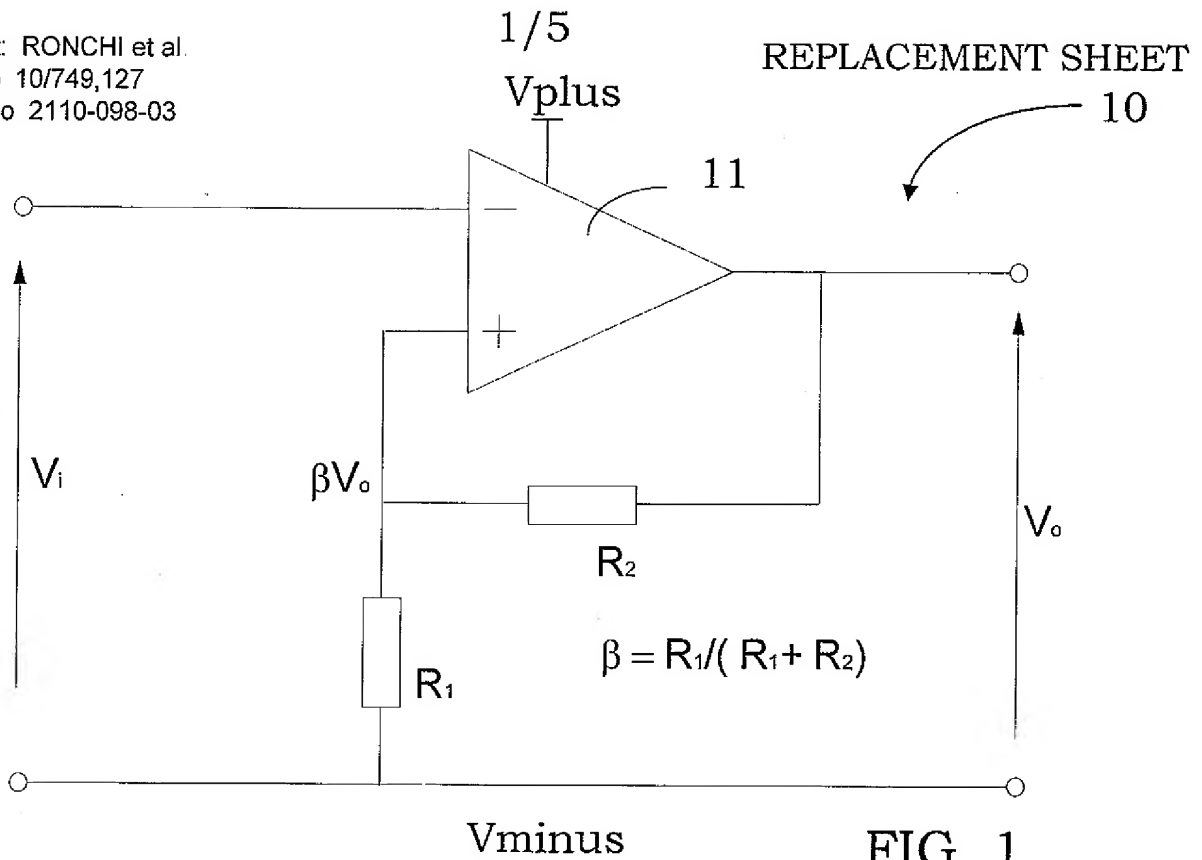 1/5
: RONCHI et al.
10/749,127
o 2110-098-03
REPLACEMENT SHEET
10
Vplus
11
−
+
Vi
βVo
Vo
R2
R1
β = R1/( R1+ R2)
Vminus
FIG. 1